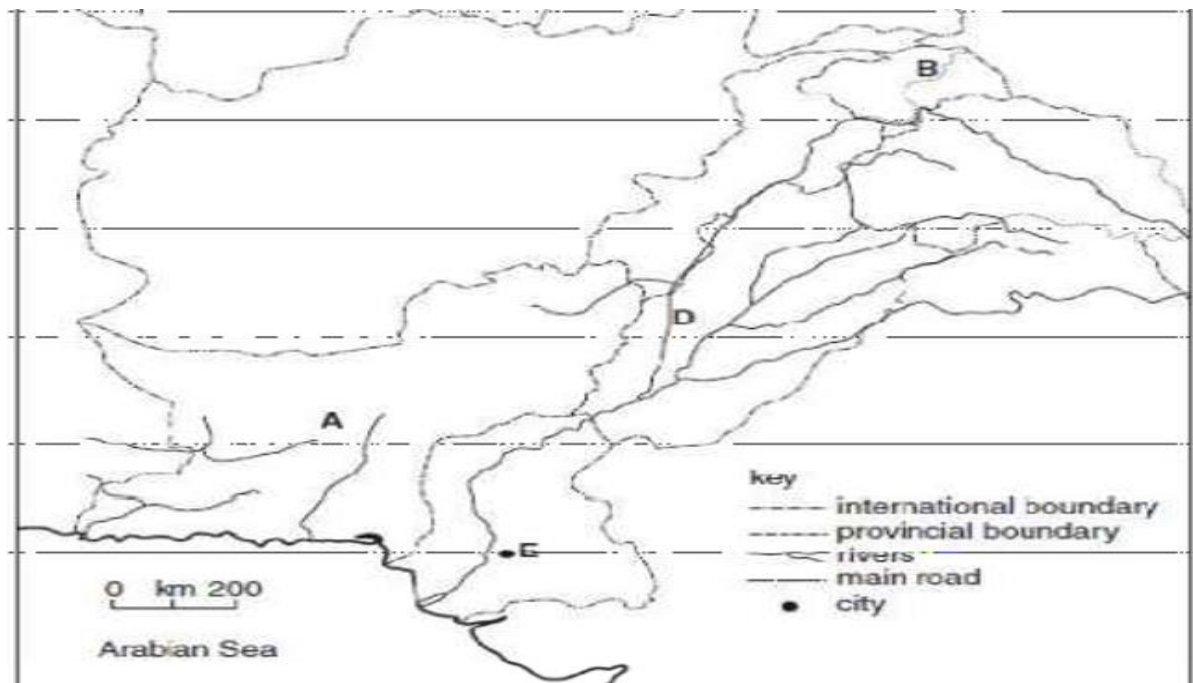 B
D
A
key
international boundary
provincial boundary
E
rivers
main road
0 km 200
city
Arabian Sea